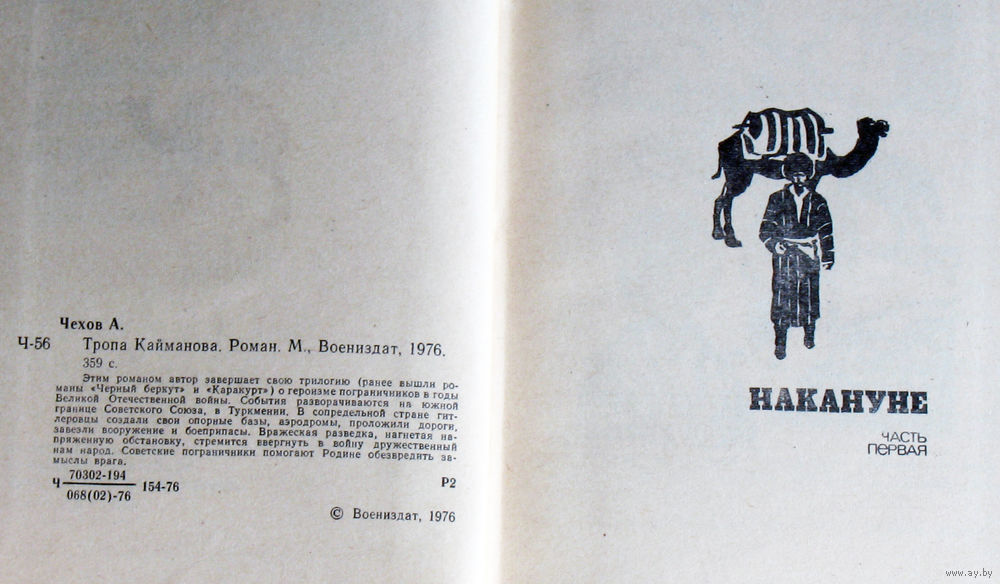 Чехов А.
Ч-56 Тропа Кайманова. Роман. М., Воениздат, 1976.
359 с.
Этим романом автор завершает свою трилогию (ранее вышли ро-
маны «Черный беркут» и «Каракурт») о героизме пограничников в годы
Великой Отечественной войны. События разворачиваются на южной
границе Советского Союза, в Туркмении. В сопредельной стране гит-
леровцы создали свои опорные базы, аэродромы, проложили дороги,
завезли вооружение и боеприпасы. Вражеская разведка, нагнетая на-
пряженную обстановку, стремится ввергнуть в войну дружественный
нам народ. Советские пограничники помогают Родине обезвредить за-
мыслы врага.
Ч 70302-194
068(02)-76 154-76 Р2
© Воениздат, 1976
НАКАНУНЕ
ЧАСТЬ
ПЕРВАЯ
www.ay.by